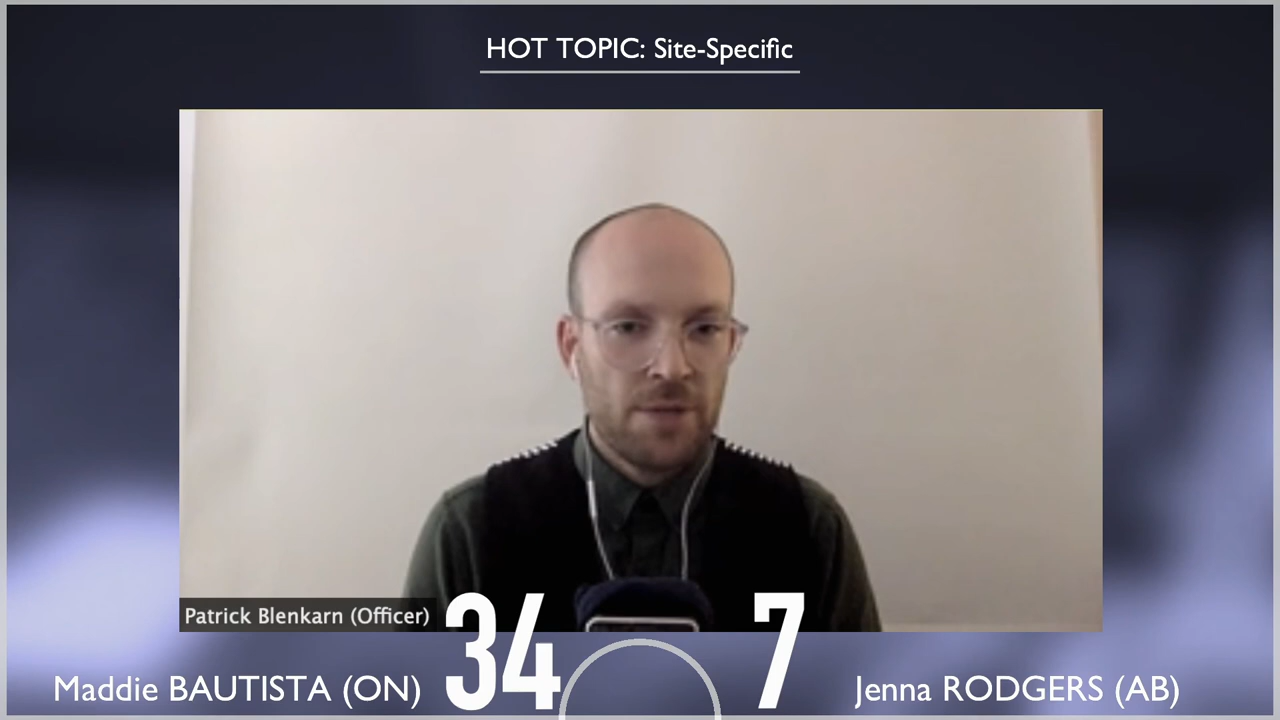 HOT TOPIC: Site-Specific
Patrick Blenkarn (Officer)
34
7
Maddie BAUTISTA (ON)
Jenna RODGERS (AB)